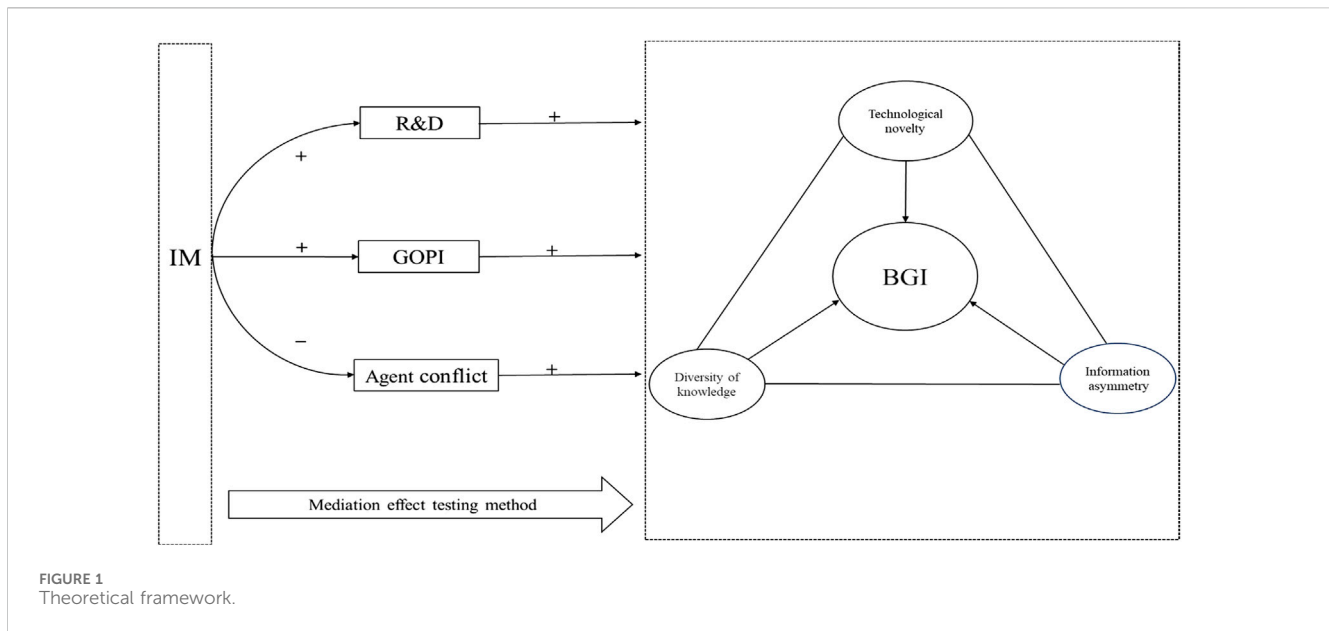 IM
+
R&D
+
+
GOPI
+
−
Agent conflict
+
Mediation effect testing method
Technological
novelty
BGI
Diversity of
knowledge
Information
asymmetry
FIGURE 1
Theoretical framework.